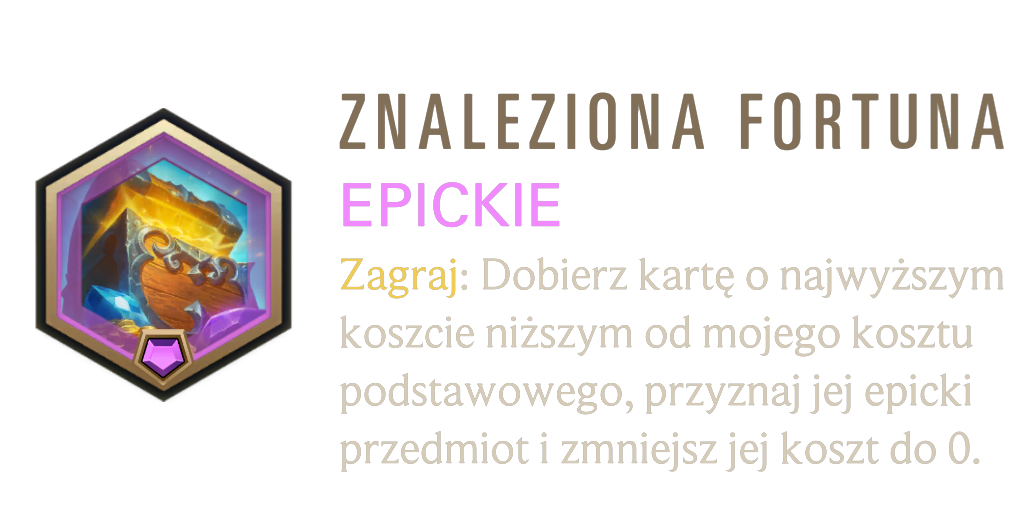 ZNALEZIONA FORTUNA
EPICKIE
Zagraj: Dobierz kartę o najwyższym
koszcie niższym od mojego kosztu
podstawowego, przyznaj jej epicki
przedmiot i zmniejsz jej koszt do 0.